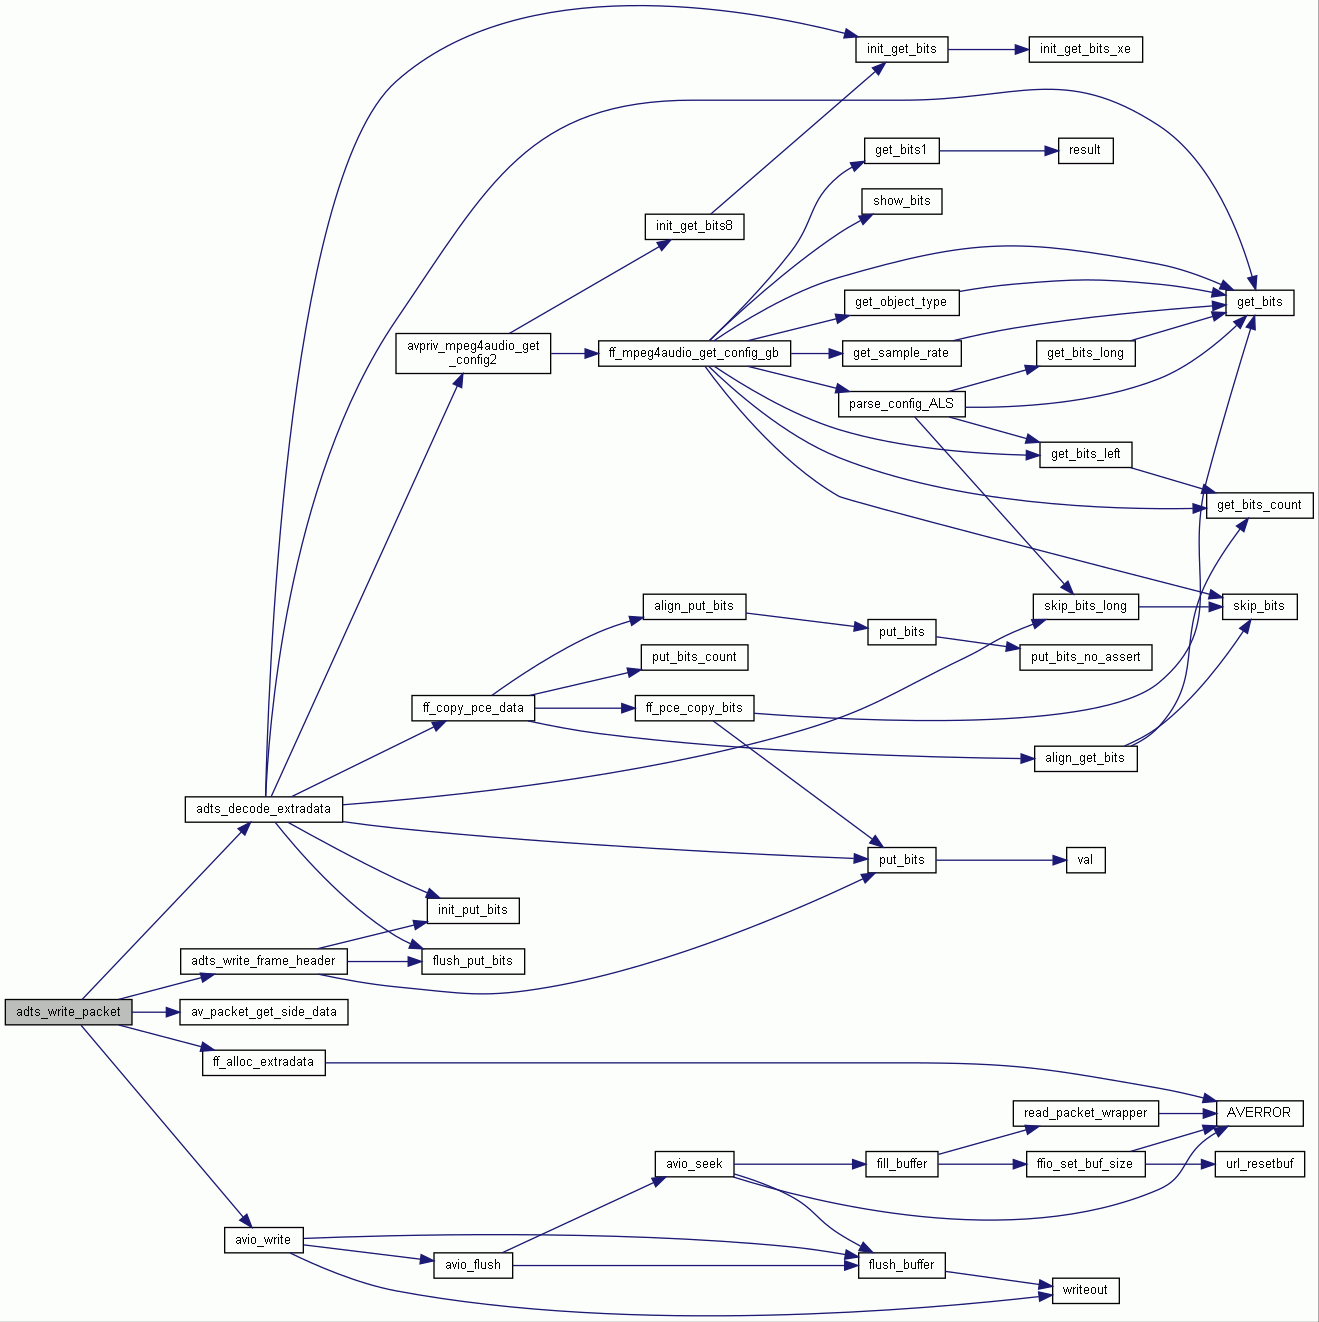 init_get_bits
init_get_bits_xe
get_bits1
result
show_bits
init_get_bits8
get_object_type
get_bits
avpriv_mpeg4audio_get
_config2
ff_mpeg4audio_get_config_gb
get_sample_rate
get_bits_long
parse_config_ALS
get_bits_left
get_bits_count
align_put_bits
skip_bits_long
skip_bits
put_bits
put_bits_count
put_bits_no_assert
ff_copy_pce_data
ff_pce_copy_bits
align_get_bits
adts_decode_extradata
put_bits
val
init_put_bits
adts_write_frame_header
flush_put_bits
adts_write_packet
av_packet_get_side_data
ff_alloc_extradata
read_packet_wrapper
AVERROR
avio_seek
fill_buffer
ffio_set_buf_size
url_resetbuf
avio_write
avio_flush
flush_buffer
writeout